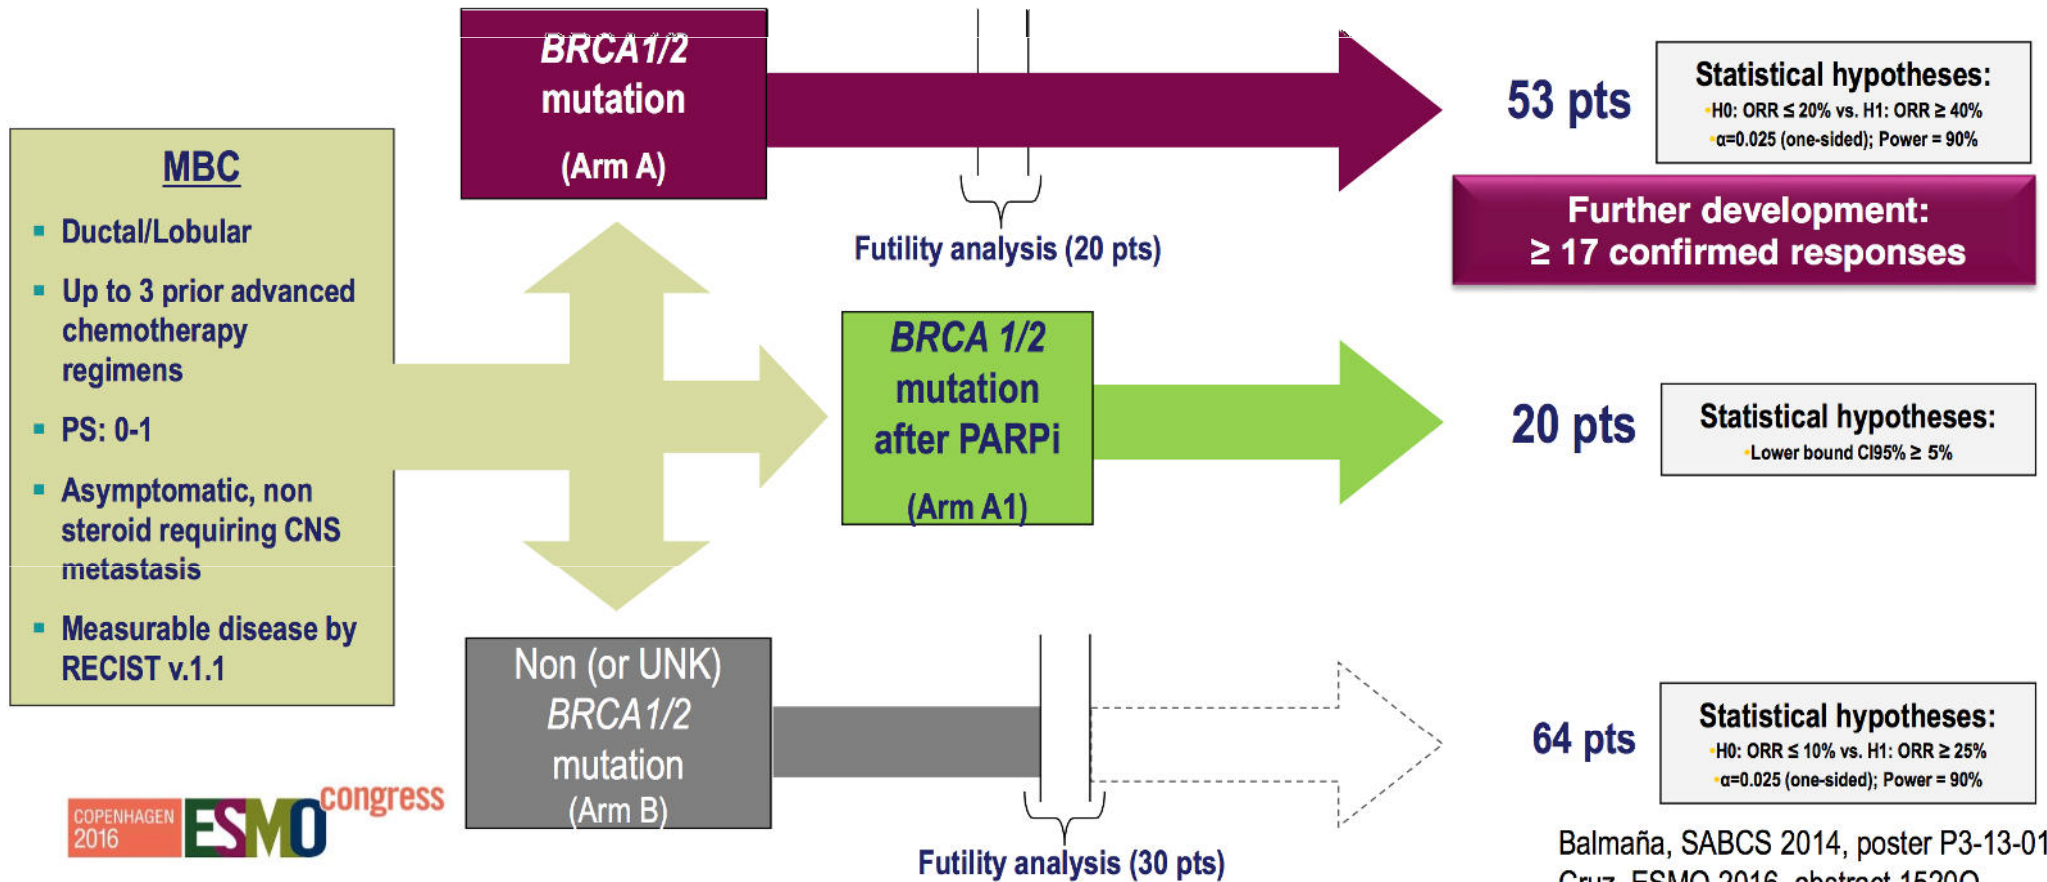 MBC
▪ Ductal/Lobular
▪ Up to 3 prior advanced
chemotherapy
regimens
▪ PS: 0-1
▪ Asymptomatic, non
steroid requiring CNS
metastasis
▪ Measurable disease by
RECIST v.1.1
BRCA1/2
mutation
(Arm A)
Futility analysis (20 pts)
53 pts
Statistical hypotheses:
•H0: ORR ≤ 20% vs. H1: ORR ≥ 40%
•α=0.025 (one-sided); Power = 90%
Further development:
≥ 17 confirmed responses
BRCA 1/2
mutation
after PARPi
(Arm A1)
20 pts
Statistical hypotheses:
•Lower bound CI95% ≥ 5%
Non (or UNK)
BRCA1/2
mutation
(Arm B)
Futility analysis (30 pts)
64 pts
Statistical hypotheses:
•H0: ORR ≤ 10% vs. H1: ORR ≥ 25%
•α=0.025 (one-sided); Power = 90%
COPENHAGEN
2016
ESMO congress
Balmaña, SABCS 2014, poster P3-13-01
Cruz, ESMO 2016, abstract 152OO